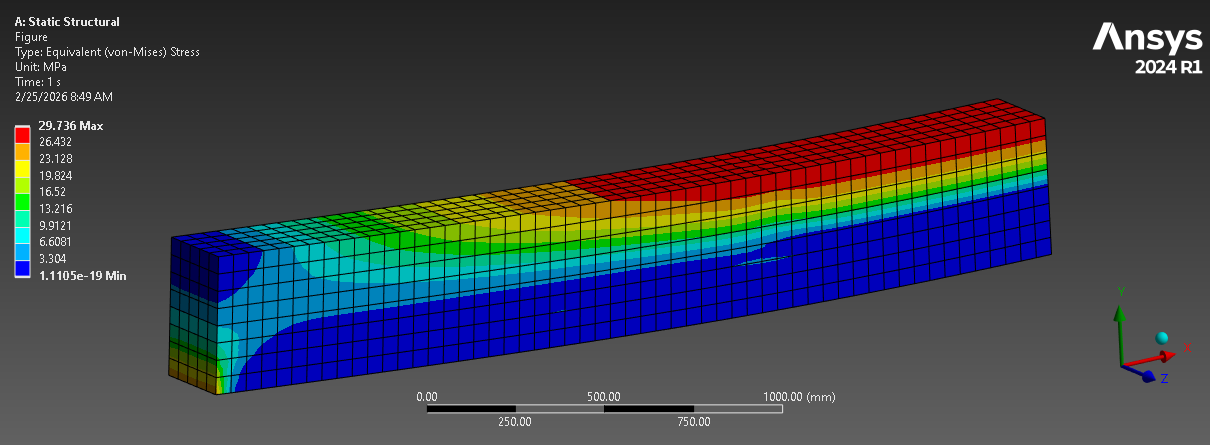 A: Static Structural
Figure
Type: Equivalent (von-Mises) Stress
Unit: MPa
Time: 1 s
2/25/2026 8:49 AM
29.736 Max
26.432
23.128
19.824
16.52
13.216
9.9121
6.6081
3.304
1.1105e-19 Min
Ansys
2024 R1
0.00 500.00 1000.00 (mm)
250.00 750.00
Y
Z